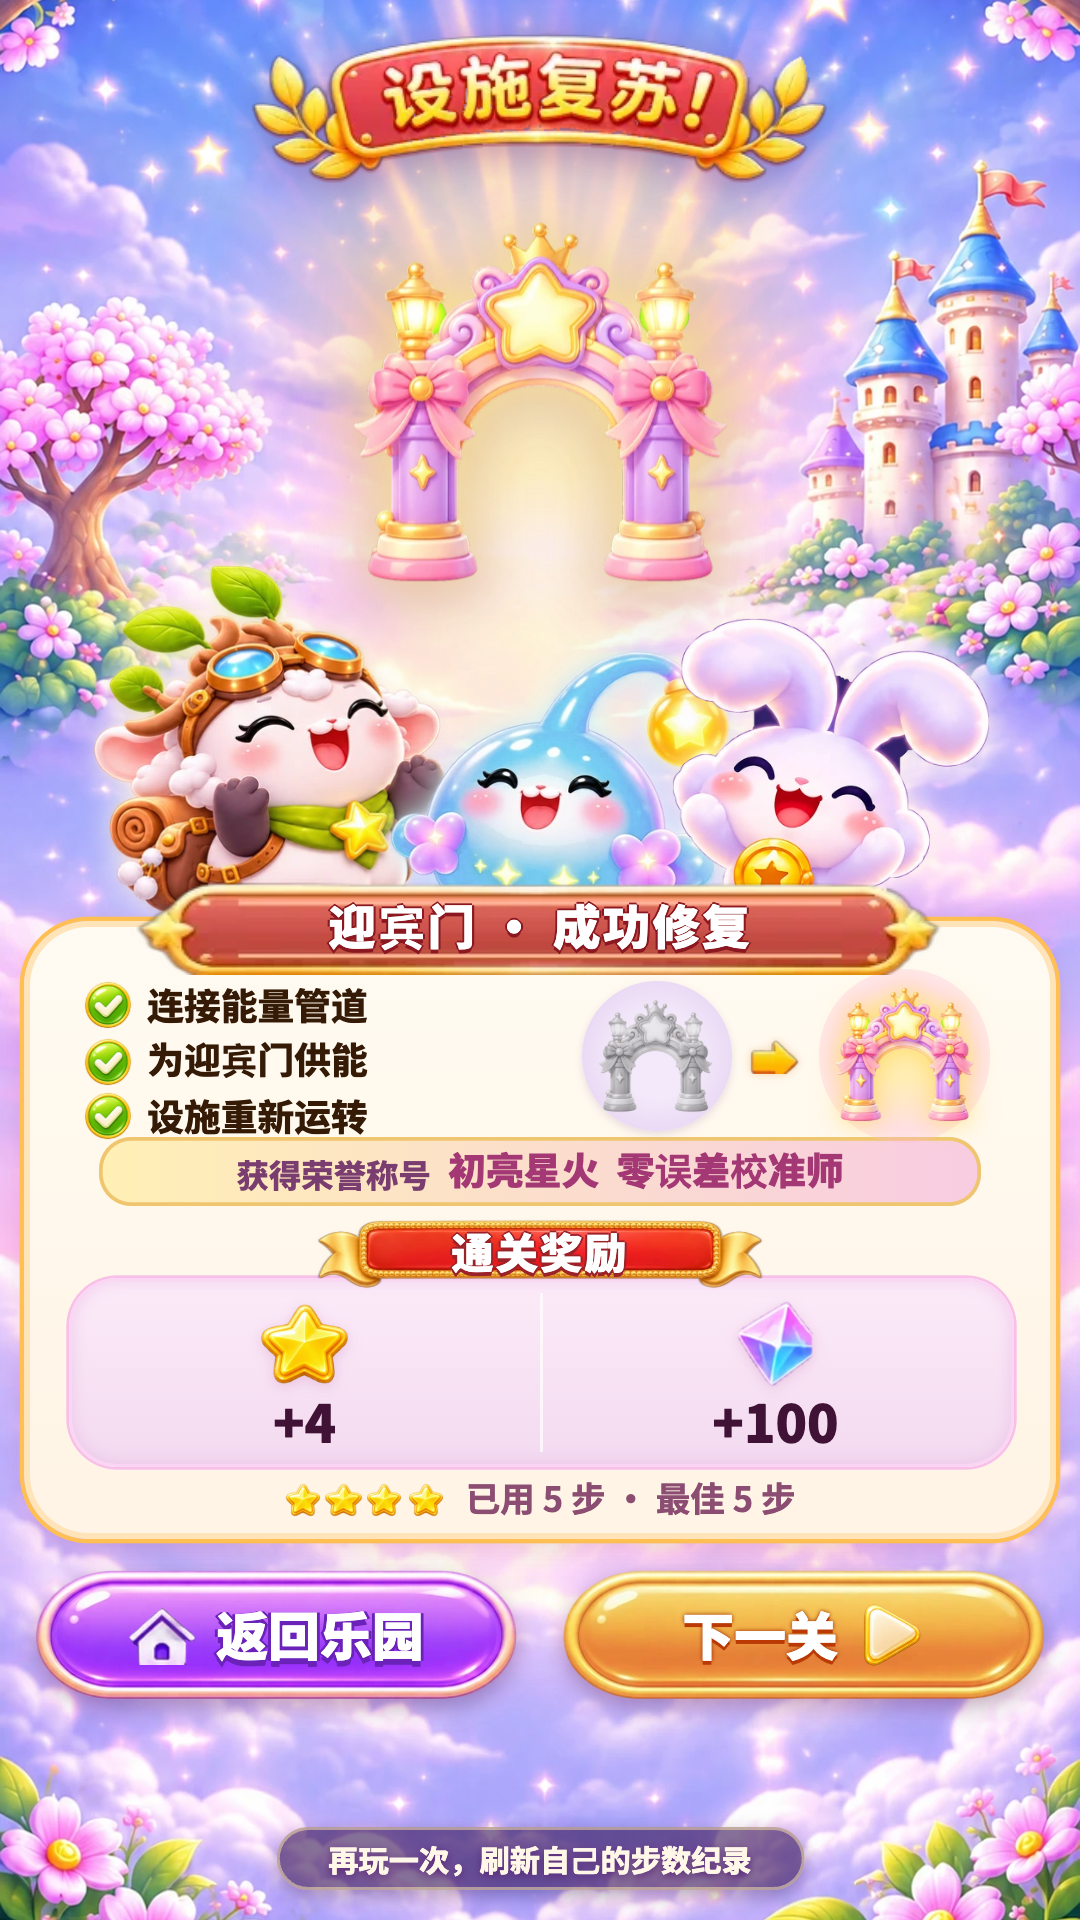 设施复苏!
迎宾门 · 成功修复
连接能量管道
为迎宾门供能
设施重新运转
获得荣誉称号 初亮星火 零误差校准师
通关奖励
+4
+100
已用 5 步 · 最佳 5 步
返回乐园
下一关
再玩一次，刷新自己的步数纪录